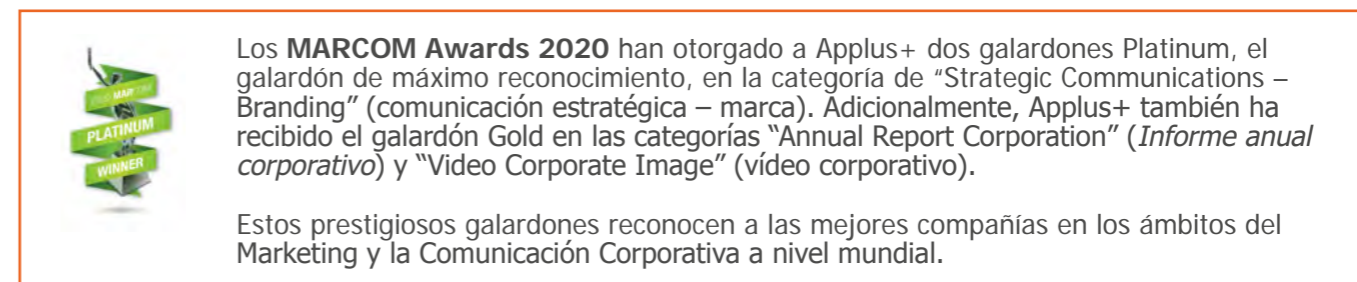 2020 MARCOM
PLATINUM
WINNER
Los MARCOM Awards 2020 han otorgado a Applus+ dos galardones Platinum, el
galardón de máximo reconocimiento, en la categoría de “Strategic Communications –
Branding” (comunicación estratégica – marca). Adicionalmente, Applus+ también ha
recibido el galardón Gold en las categorías “Annual Report Corporation” (Informe anual
corporativo) y “Video Corporate Image” (vídeo corporativo).
Estos prestigiosos galardones reconocen a las mejores compañías en los ámbitos del
Marketing y la Comunicación Corporativa a nivel mundial.